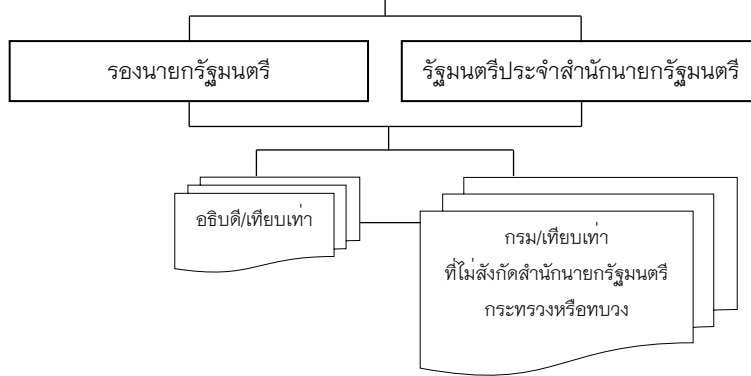 รองนายกรัฐมนตรี
รัฐมนตรีประจำสำนักนายกรัฐมนตรี
อธิบดี/เทียบเท่า
กรม/เทียบเท่า
ที่ไม่สังกัดสำนักนายกรัฐมนตรี
กระทรวงหรือทบวง